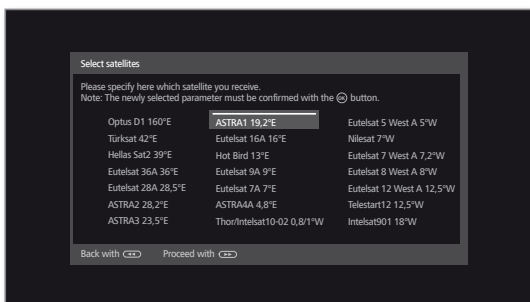 Select satellites
Please specify here which satellite you receive.
Note: The newly selected parameter must be confirmed with the OK button.
Optus D1 160°E ASTRA1 19,2°E Eutelsat 5 West A 5°W
Türksat 42°E Eutelsat 16A 16°E Nilesat 7°W
Hellas Sat2 39°E Hot Bird 13°E Eutelsat 7 West A 7,2°W
Eutelsat 36A 36°E Eutelsat 9A 9°E Eutelsat 8 West A 8°W
Eutelsat 28A 28,5°E Eutelsat 7A 7°E Eutelsat 12 West A 12,5°W
ASTRA2 28,2°E ASTRA4A 4,8°E Telestart12 12,5°W
ASTRA3 23,5°E Thor/Intelsat10-02 0,8/1°W Intelsat901 18°W
Back with Proceed with